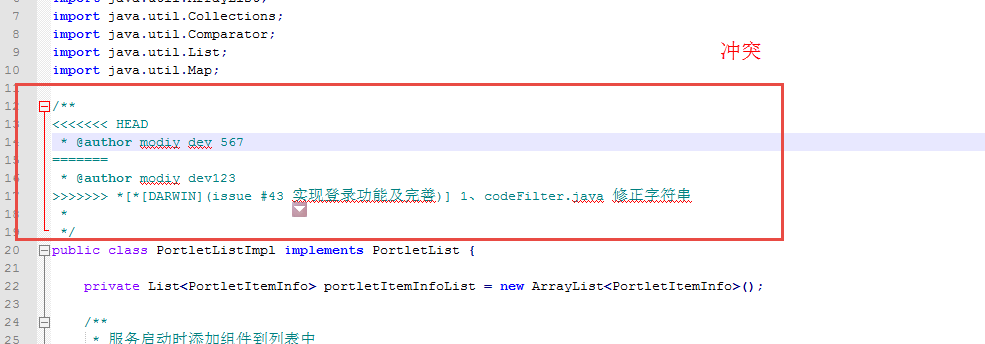 7 import java.util.Collections;
8 import java.util.Comparator;
9 import java.util.List;
10 import java.util.Map;
冲突
11
12 /**
13 <<<<<<< HEAD
14 * @author modiy dev 567
15 =======
16 * @author modiy dev123
17 >>>>>>> *[*[DARWIN](issue #43 实现登录功能及完善)] 1、codeFilter.java 修正字符串
18 *
19 */
20 public class PortletListImpl implements PortletList {
21
22 private List<PortletItemInfo> portletItemInfoList = new ArrayList<PortletItemInfo>();
23
24 /**
25 * 服务启动时添加组件到列表中